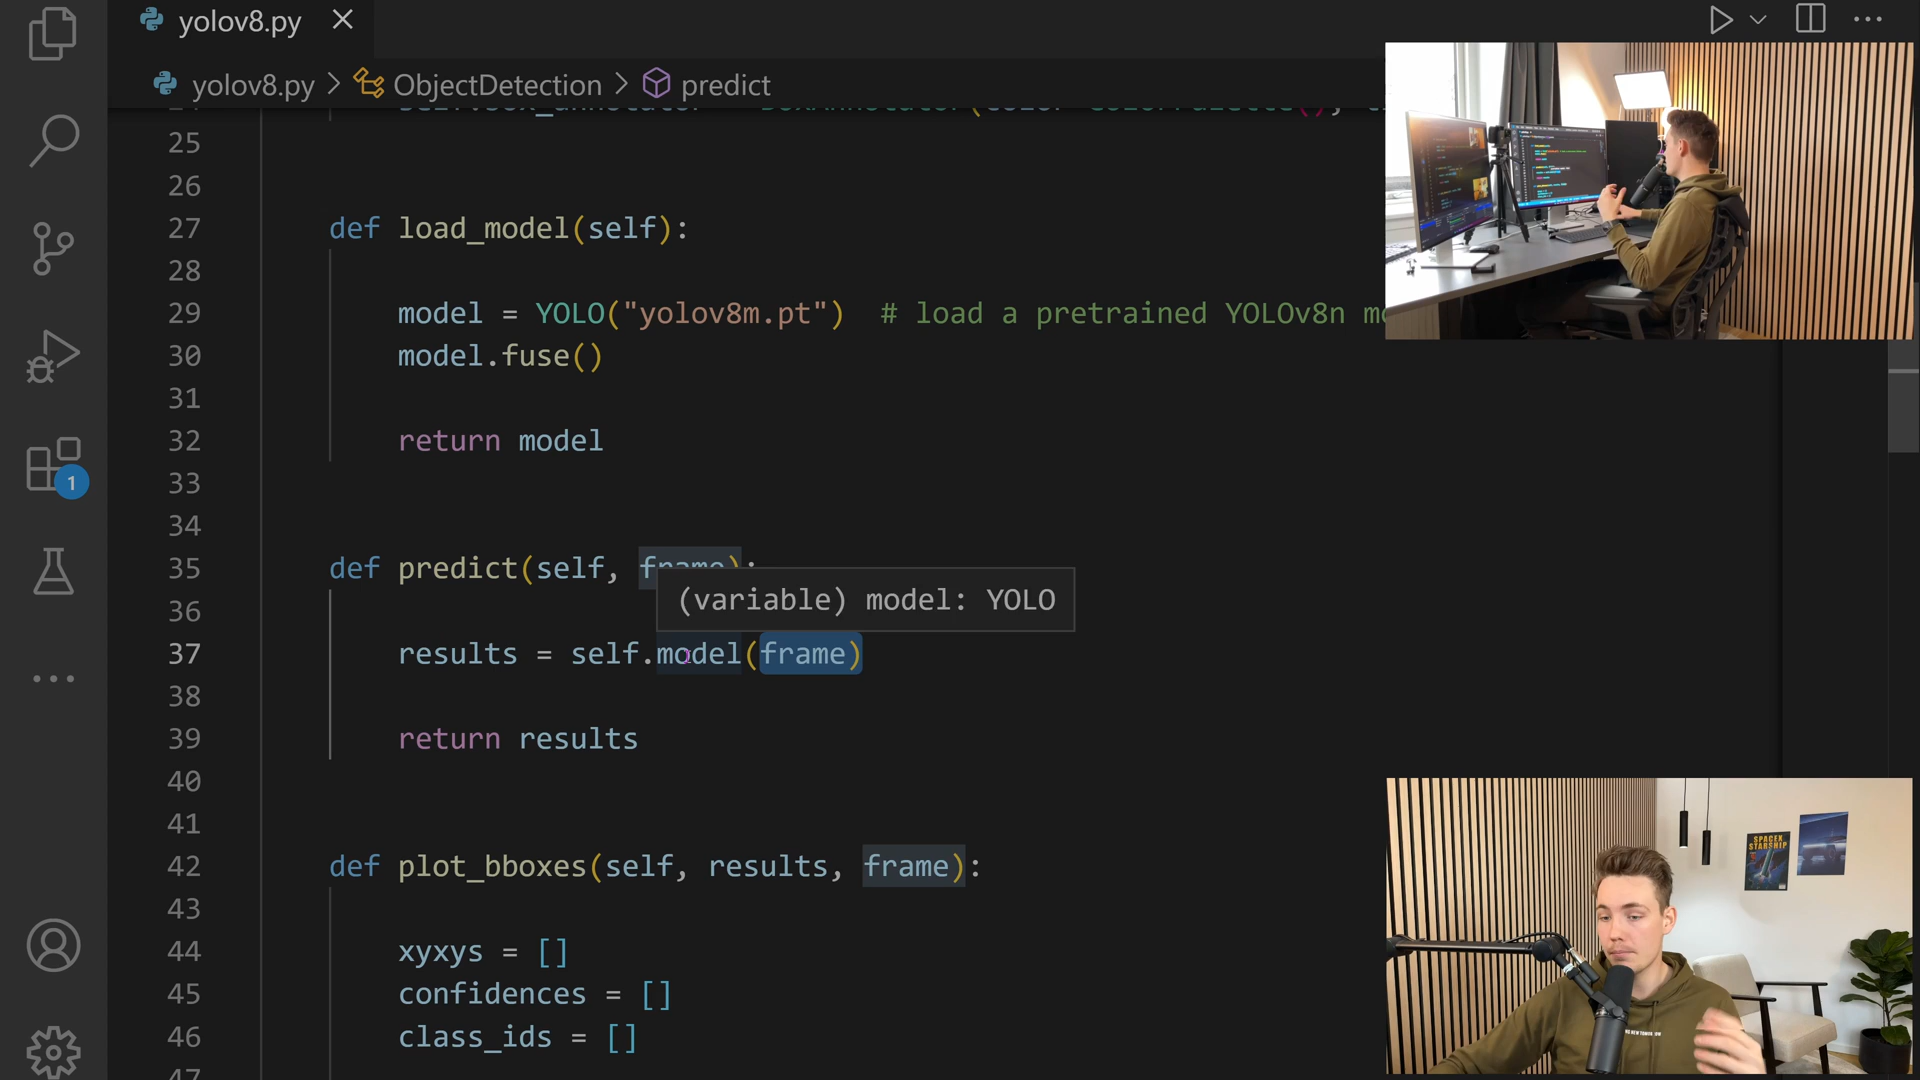 yolov8.py
yolov8.py > ObjectDetection > predict
25
26
27 def load_model(self):
28
29 model = YOLO("yolov8m.pt") # load a pretrained YOLOv8n
30 model.fuse()
31
32 return model
33
34
35 def predict(self, frame):
(variable) model: YOLO
36
37 results = self.model(frame)
38
39 return results
40
41
42 def plot_bboxes(self, results, frame):
43
44 xyxys = []
45 confidences = []
46 class_ids = []
1
SPACEX
STARSHIP